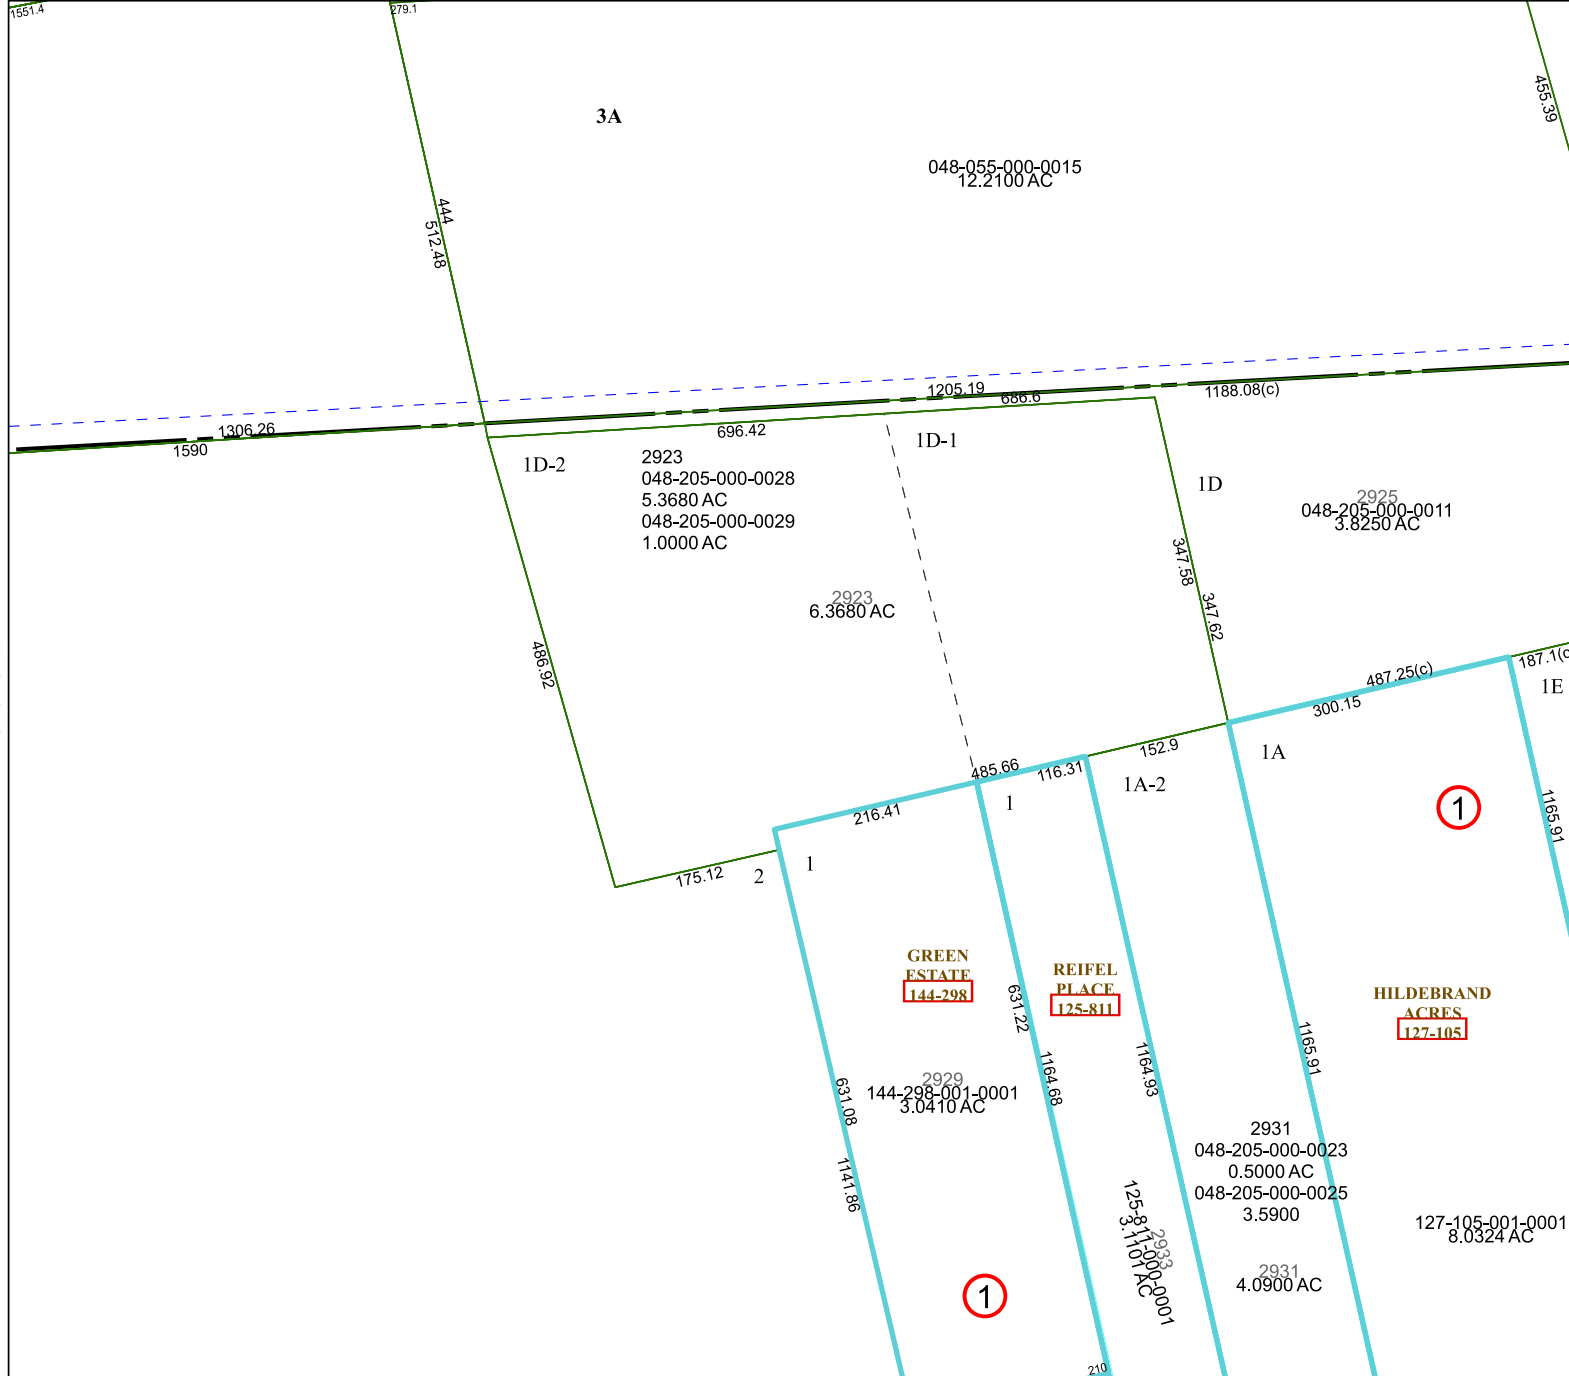 1551.4
279.1
455.39
3A
048-055-000-0015
12.2100 AC
444
512.48
1205.19
686.6
1188.08(c)
1306.26
1590
696.42
1D-1
1D-2
2923
048-205-000-0028
5.3680 AC
048-205-000-0029
1.0000 AC
1D
2925
048-205-000-0011
3.8250 AC
347.58
347.62
2923
6.3680 AC
486.92
487.25(c)
187.1(c
300.15
1E
152.9
1A
485.66
116.31
1A-2
1
216.41
1
1165.91
175.12
2
1
GREEN
ESTATE
144-298
REIFEL
PLACE
125-811
HILDEBRAND
ACRES
127-105
631.22
1164.68
1164.93
1165.91
631.08
1141.86
2929
144-298-001-0001
3.0410 AC
2931
048-205-000-0023
0.5000 AC
048-205-000-0025
3.5900
2933
125-811-000-0001
3.1101 AC
127-105-001-0001
8.0324 AC
2931
4.0900 AC
1
210